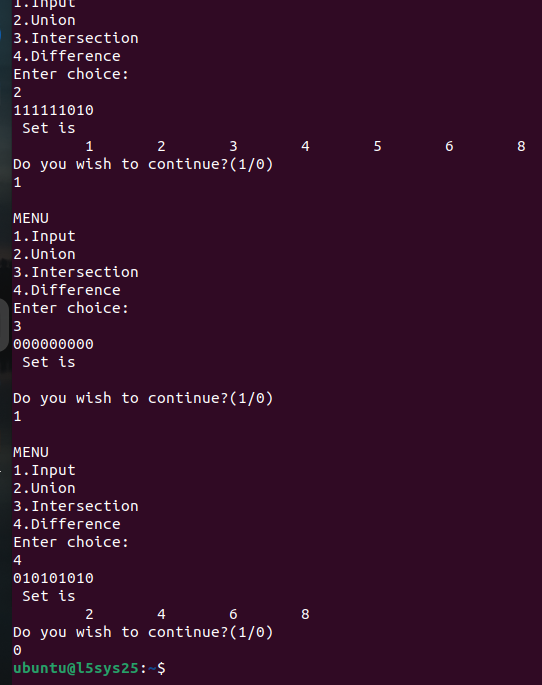 1.Input
2.Union
3.Intersection
4.Difference
Enter choice:
2
111111010
 Set is
        1       2       3       4       5       6       8
Do you wish to continue?(1/0)
1

MENU
1.Input
2.Union
3.Intersection
4.Difference
Enter choice:
3
000000000
 Set is

Do you wish to continue?(1/0)
1

MENU
1.Input
2.Union
3.Intersection
4.Difference
Enter choice:
4
010101010
 Set is
        2       4       6       8
Do you wish to continue?(1/0)
0
ubuntu@l5sys25:~$